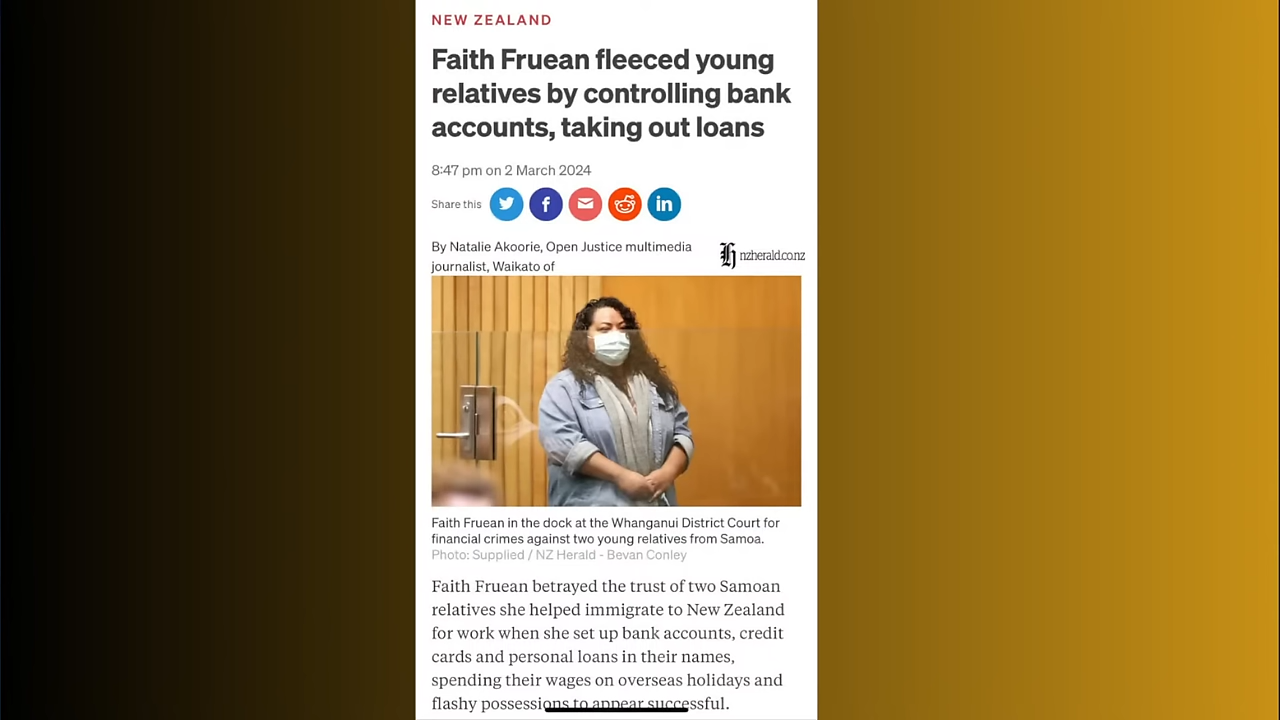 NEW ZEALAND
Faith Fruean fleeced young
relatives by controlling bank
accounts, taking out loans
8:47 pm on 2 March 2024
Share this
By Natalie Akoorie, Open Justice multimedia
journalist, Waikato of
nzherald.co.nz
Faith Fruean in the dock at the Whanganui District Court for
financial crimes against two young relatives from Samoa.
Photo: Supplied / NZ Herald - Bevan Conley
Faith Fruean betrayed the trust of two Samoan
relatives she helped immigrate to New Zealand
for work when she set up bank accounts, credit
cards and personal loans in their names,
spending their wages on overseas holidays and
flashy possessions to appear successful.